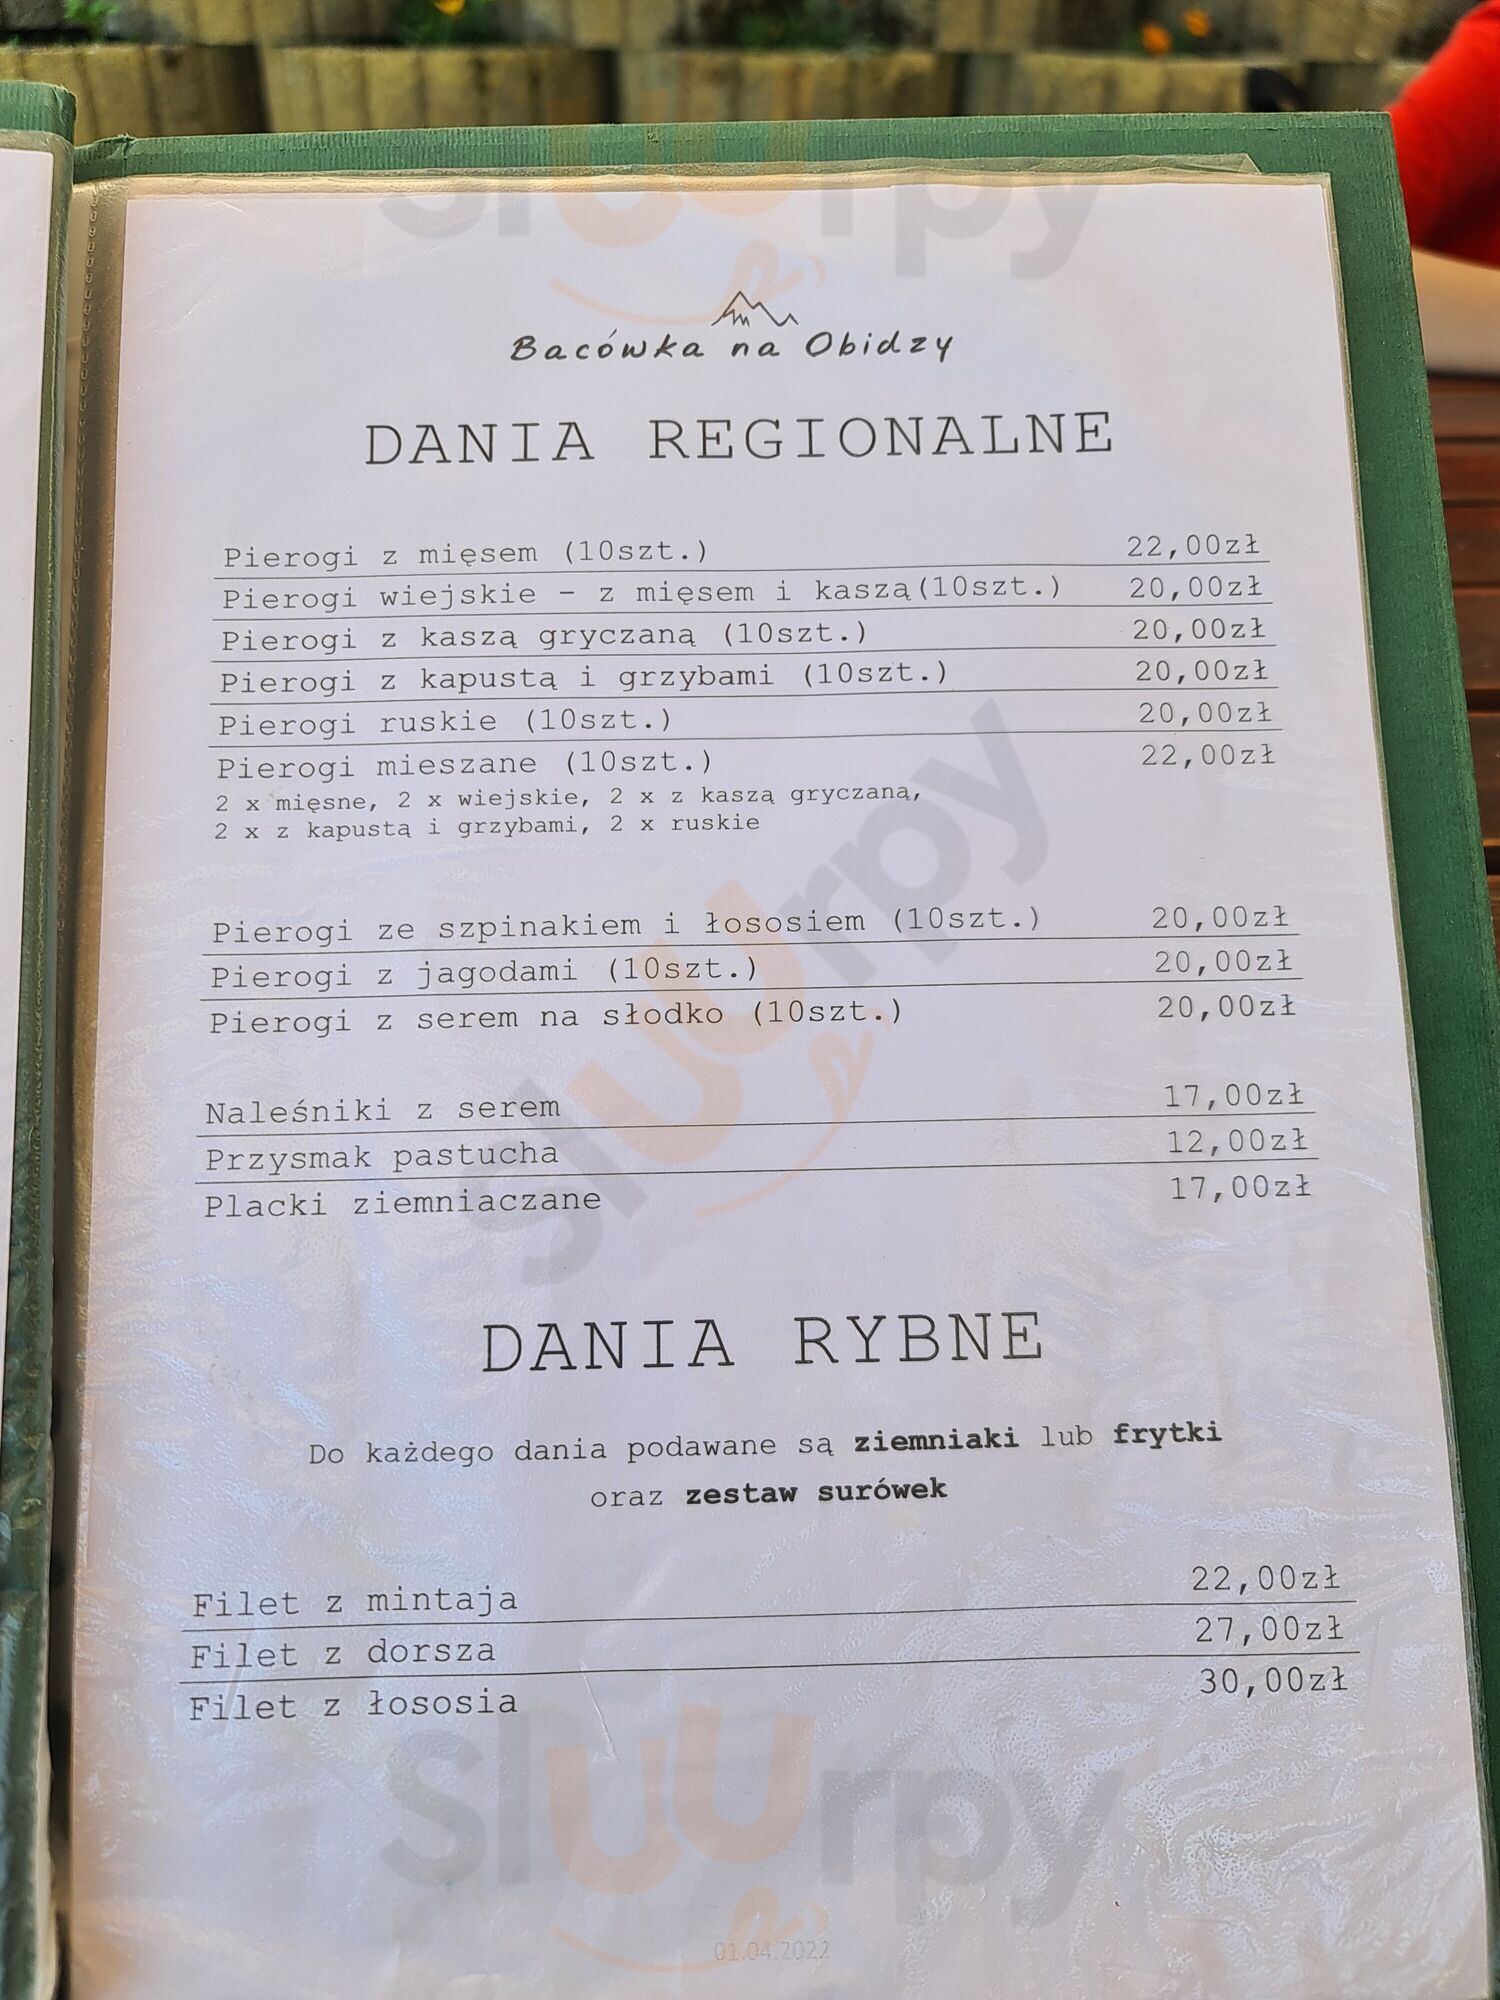 Bacówka na Obidzy
DANIA REGIONALNE
Pierogi z mięsem (10szt.) 22,00zł
Pierogi wiejskie - z mięsem i kaszą(10szt.) 20,00zł
Pierogi z kaszą gryczaną (10szt.) 20,00zł
Pierogi z kapustą i grzybami (10szt.) 20,00zł
Pierogi ruskie (10szt.) 20,00zł
Pierogi mieszane (10szt.) 22,00zł
2 x mięsne, 2 x wiejskie, 2 x z kaszą gryczaną,
2 x z kapustą i grzybami, 2 x ruskie
Pierogi ze szpinakiem i łososiem (10szt.) 20,00zł
Pierogi z jagodami (10szt.) 20,00zł
Pierogi z serem na słodko (10szt.) 20,00zł
Naleśniki z serem 17,00zł
Przysmak pastucha 12,00zł
Placki ziemniaczane 17,00zł
DANIA RYBNE
Do każdego dania podawane są ziemniaki lub frytki
oraz zestaw surówek
Filet z mintaja 22,00zł
Filet z dorsza 27,00zł
Filet z łososia 30,00zł
01.04.2022
sluurpy
sluurpy
sluurpy